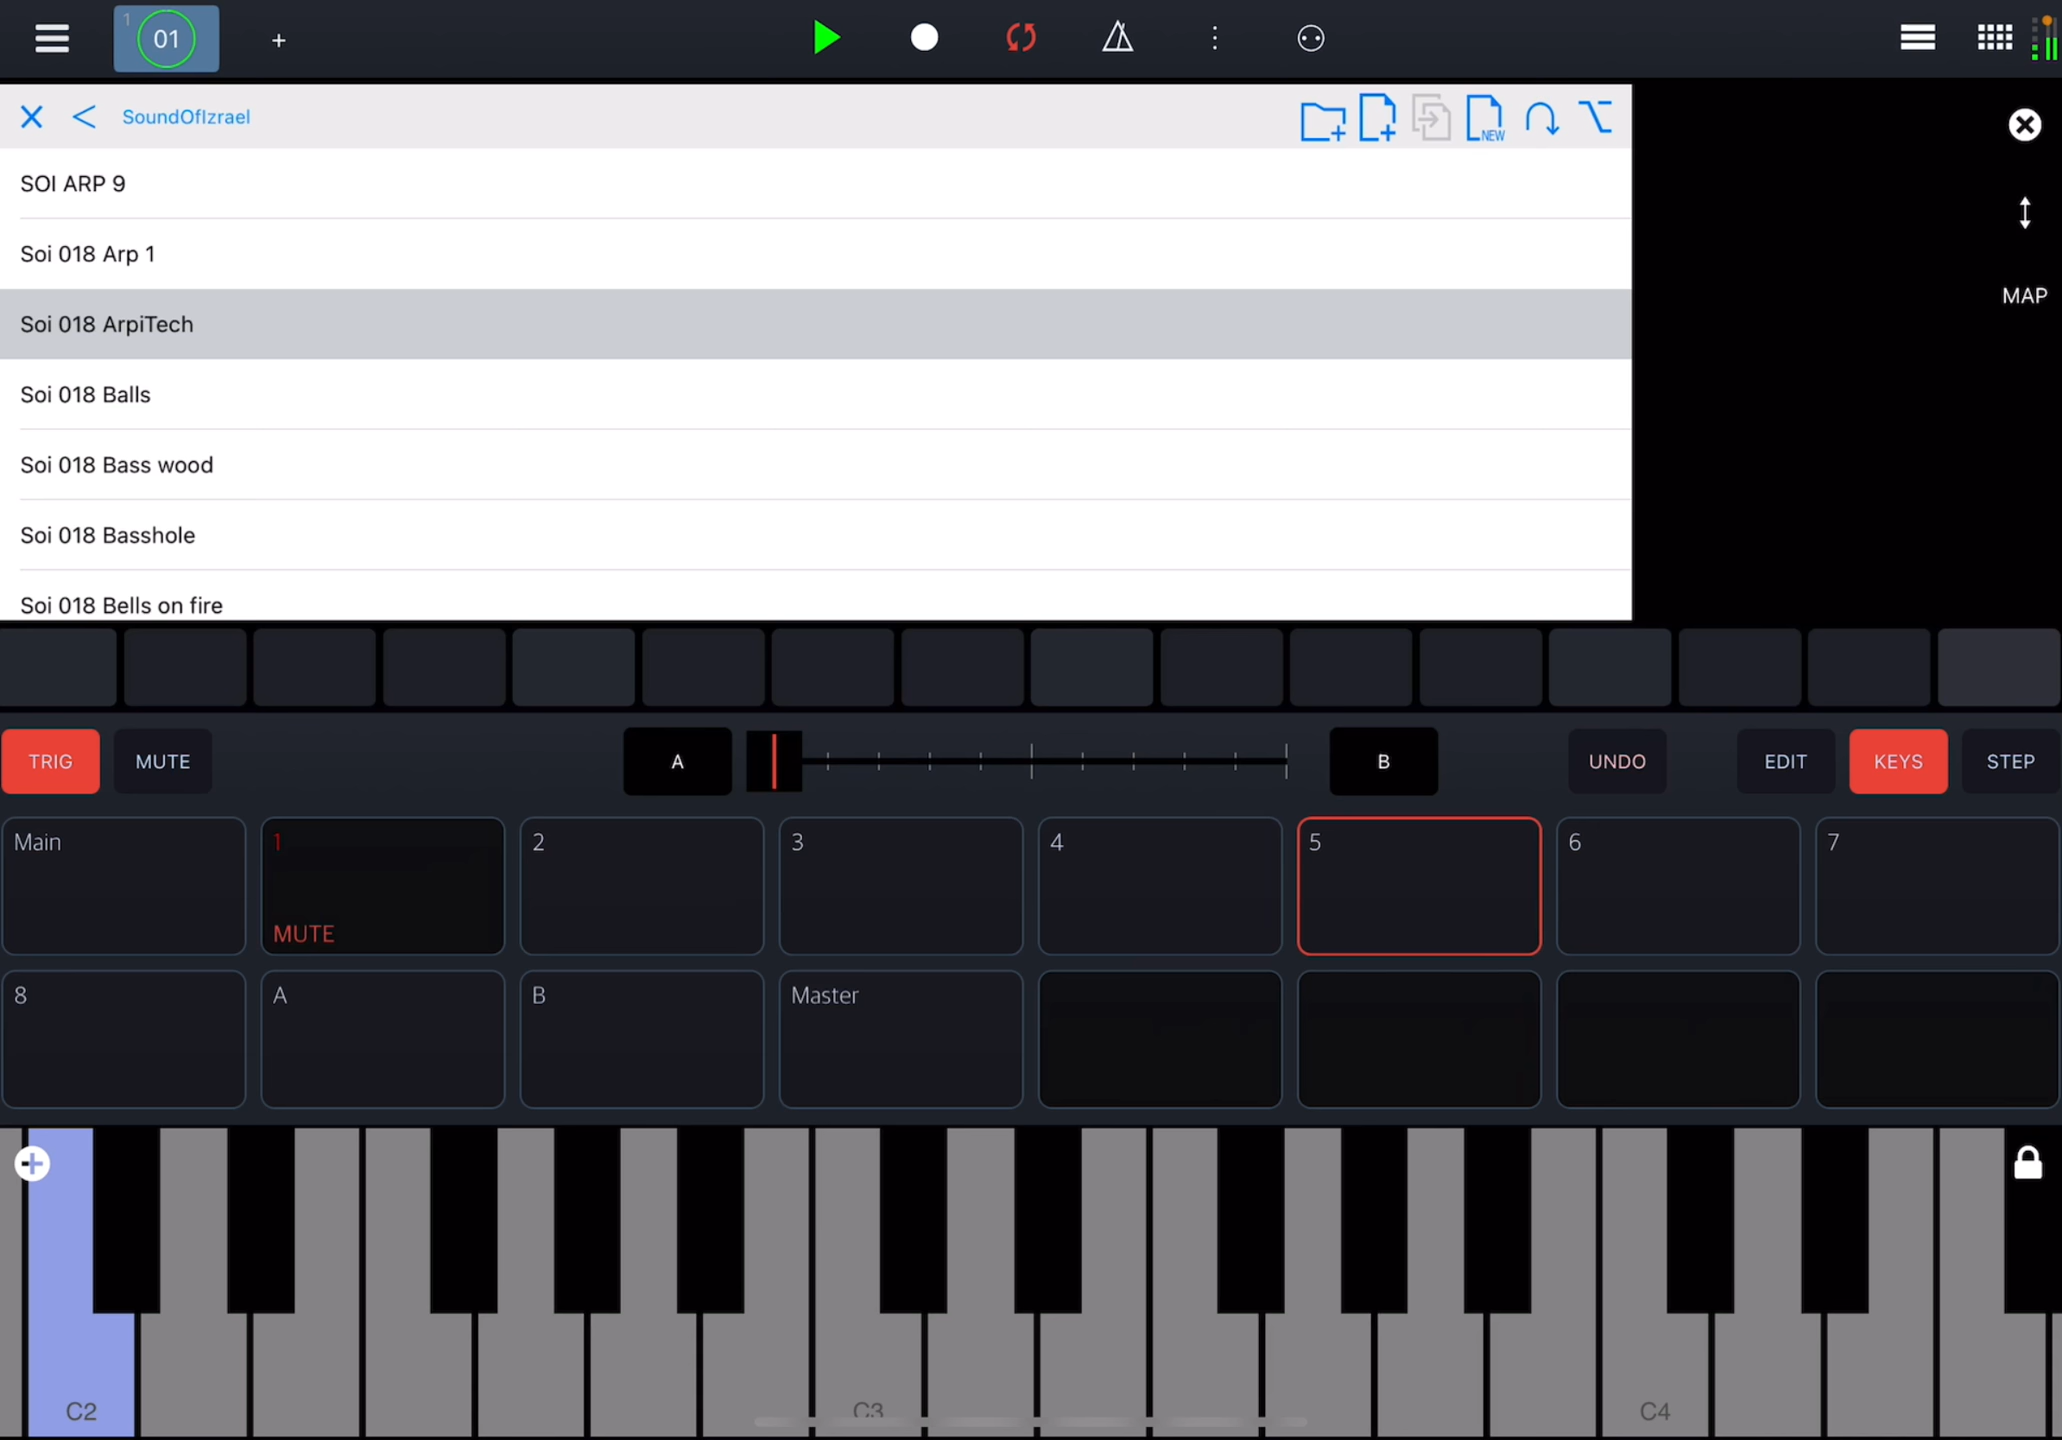 1
01
+
SoundOfIzrael
NEW
SOI ARP 9
Soi 018 Arp 1
Soi 018 ArpiTech
Soi 018 Balls
Soi 018 Bass wood
Soi 018 Basshole
Soi 018 Bells on fire
MAP
TRIG MUTE A B UNDO EDIT KEYS STEP
Main 1 2 3 4 5 6 7
MUTE
8 A B Master
C2 C3 C4